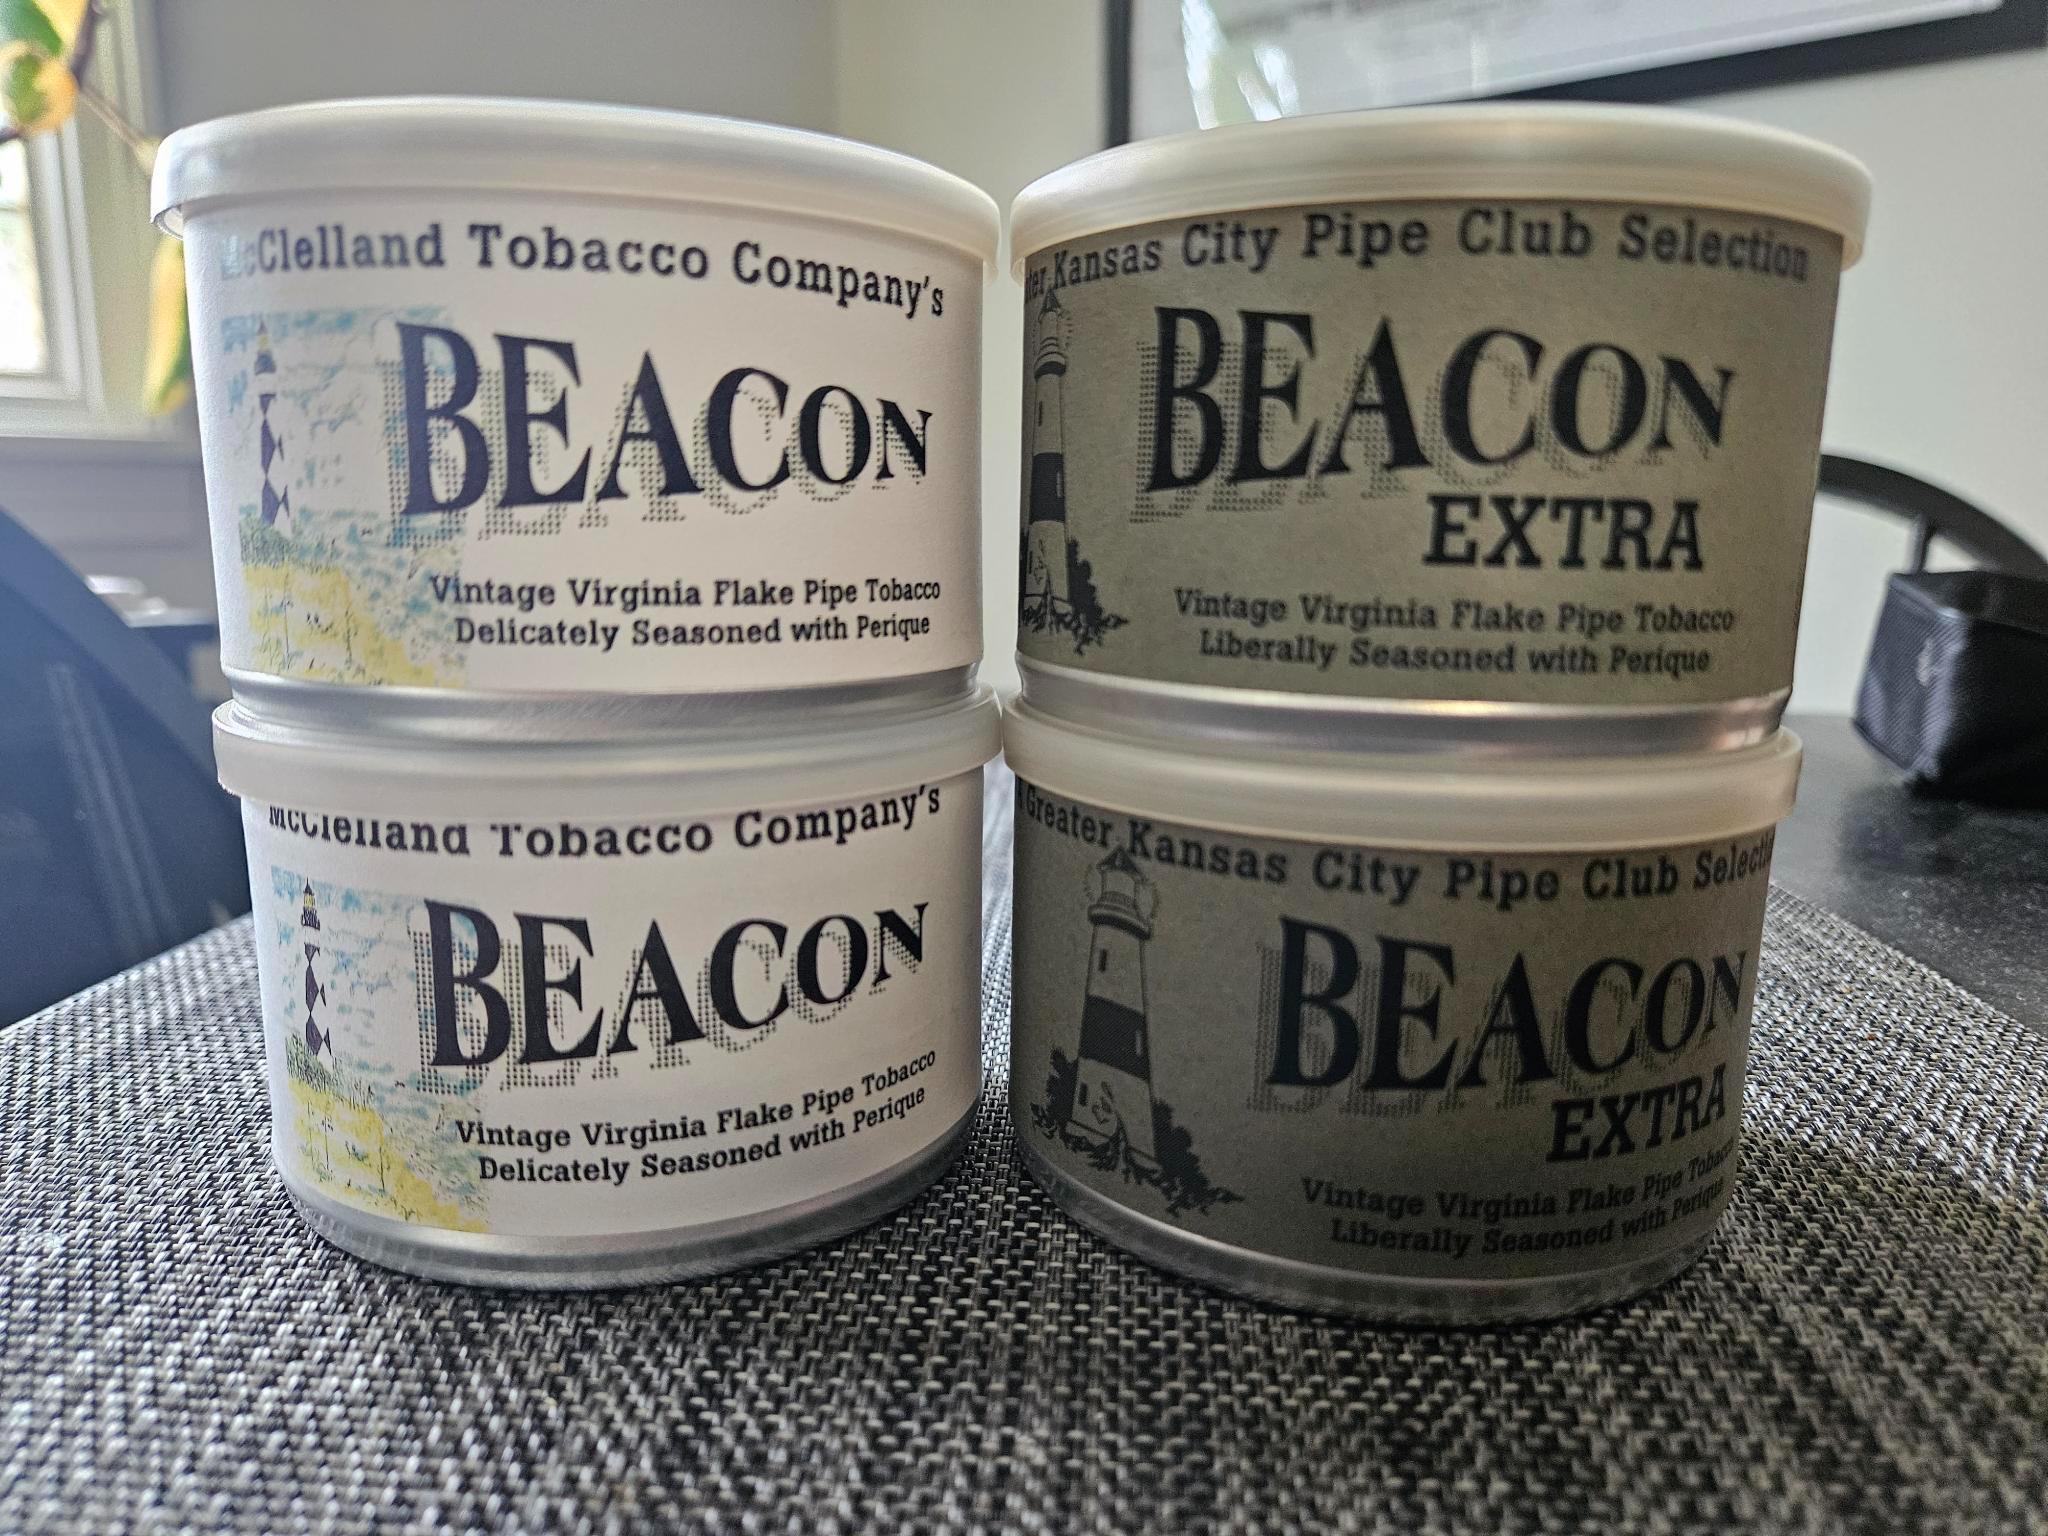 McClelland Tobacco Company's
BEACON
Vintage Virginia Flake Pipe Tobacco
Delicately Seasoned with Perique
Kansas City Pipe Club Selection
BEACON
EXTRA
Vintage Virginia Flake Pipe Tobacco
Liberally Seasoned with Perique
McClelland Tobacco Company's
BEACON
Vintage Virginia Flake Pipe Tobacco
Delicately Seasoned with Perique
Greater Kansas City Pipe Club Selection
BEACON
EXTRA
Vintage Virginia Flake Pipe Tobacco
Liberally Seasoned with Perique